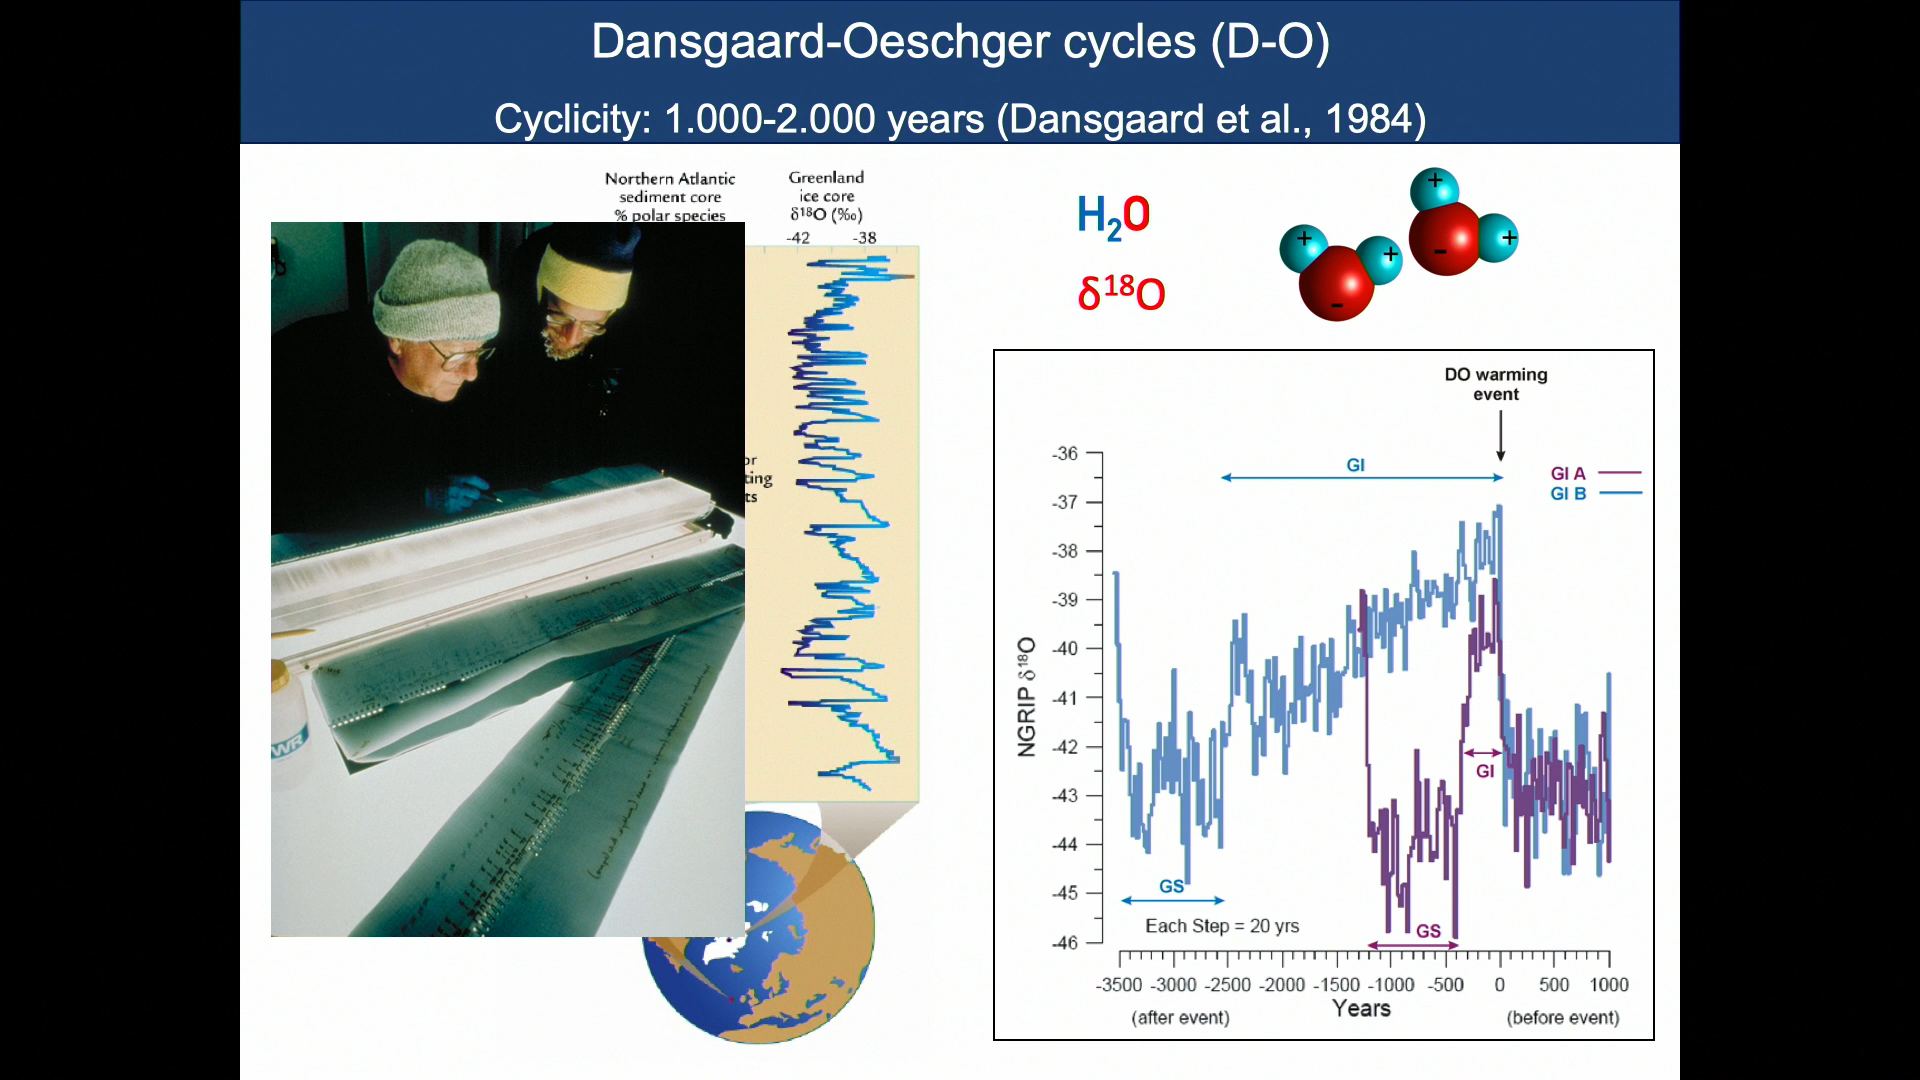 Dansgaard-Oeschger cycles (D-O)
Cyclicity: 1.000-2.000 years (Dansgaard et al., 1984)
Northern Atlantic
sediment core
% polar species
Greenland
ice core
δ¹⁸O (‰)
-42 -38
WR
H₂O
δ¹⁸O
+
+
-
+
+
-
DO warming
event
GI
GI A
GI B
-36
-37
-38
-39
-40
-41
-42
-43
-44
-45
-46
NGRIP δ¹⁸O
GI
GS
Each Step = 20 yrs
GS
-3500 -3000 -2500 -2000 -1500 -1000 -500 0 500 1000
Years
(after event)
(before event)